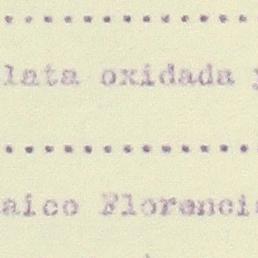 . . . . . . . . . . . . .
lata oxidada y
. . . . . . . . . . . . .
aico Florenci